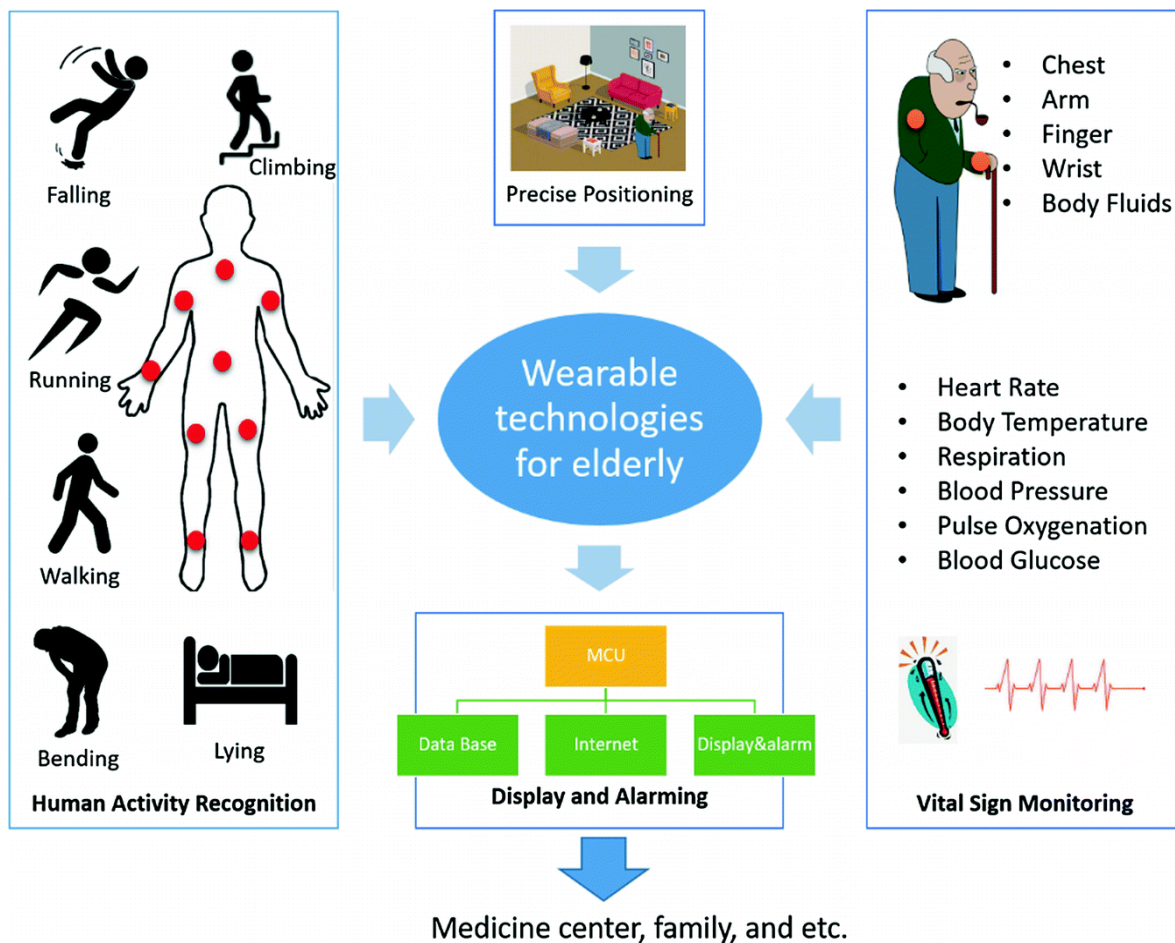 Falling
Climbing
Running
Walking
Bending
Lying
Human Activity Recognition
Precise Positioning
Wearable
technologies
for elderly
MCU
Data Base
Internet
Display&alarm
Display and Alarming
Medicine center, family, and etc.
• Chest
• Arm
• Finger
• Wrist
• Body Fluids
• Heart Rate
• Body Temperature
• Respiration
• Blood Pressure
• Pulse Oxygenation
• Blood Glucose
Vital Sign Monitoring